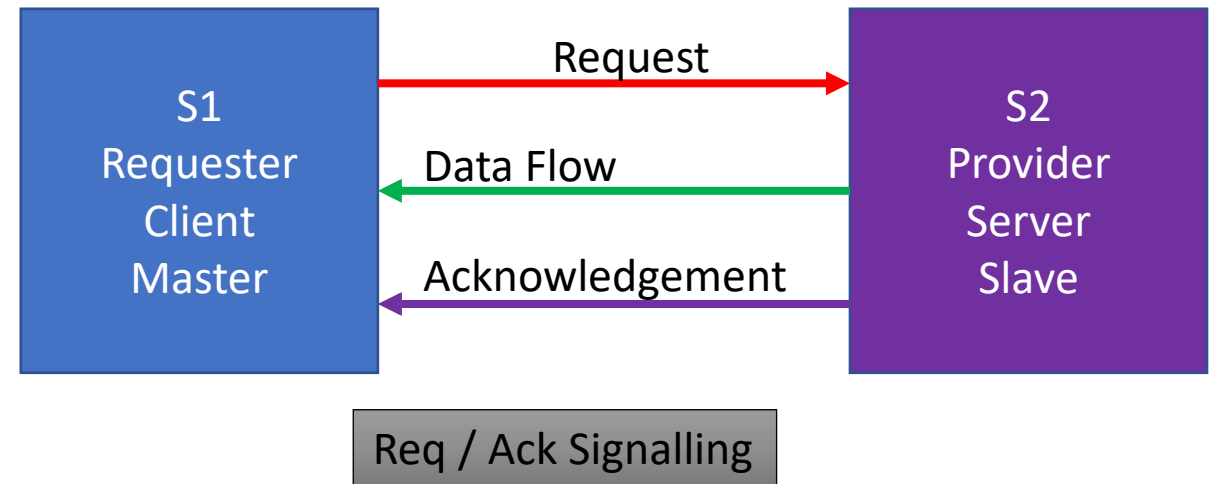 S1
Requester
Client
Master
Request
Data Flow
Acknowledgement
S2
Provider
Server
Slave
Req / Ack Signalling